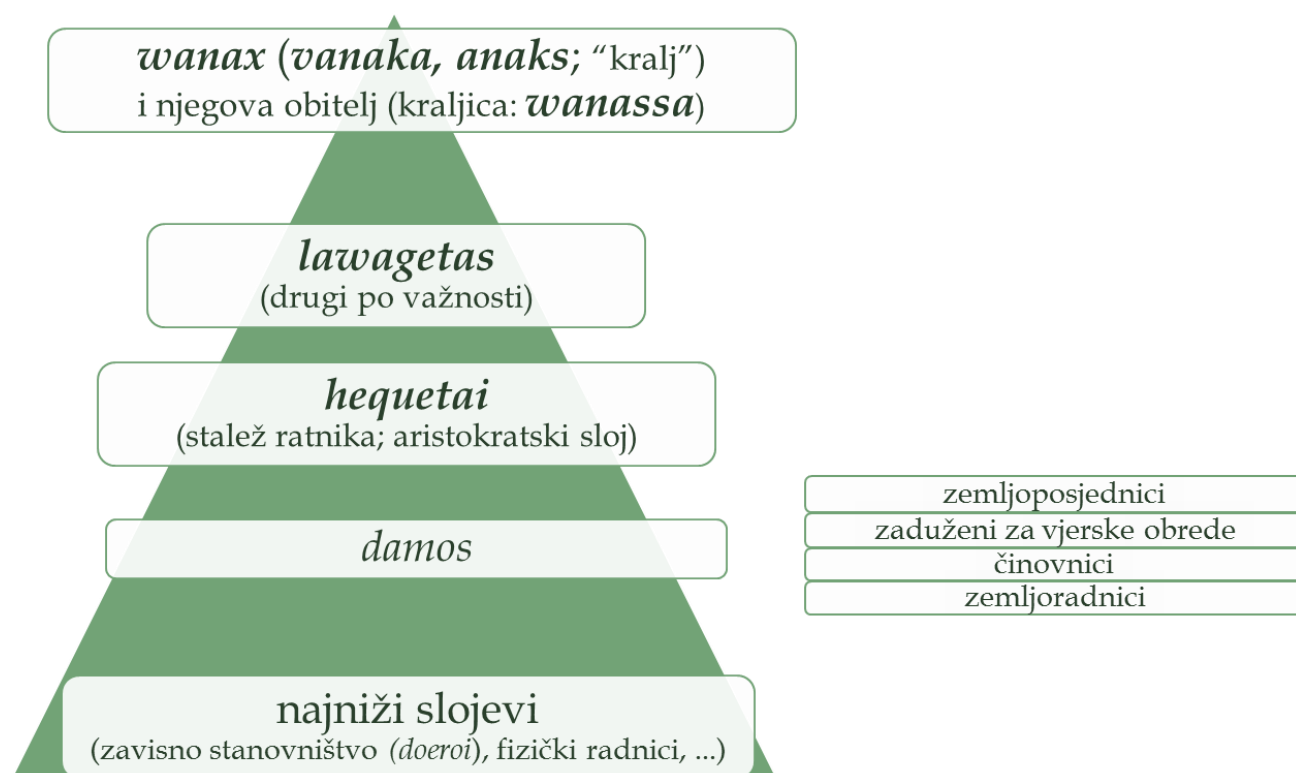 wanax (vanaka, anaks; “kralj”)
i njegova obitelj (kraljica: wanassa)
lawagetas
(drugi po važnosti)
hequetai
(stalež ratnika; aristokratski sloj)
damos
zemljoposjednici
zaduženi za vjerske obrede
činovnici
zemljoradnici
najniži slojevi
(zavisno stanovništvo (doeroi), fizički radnici, ...)